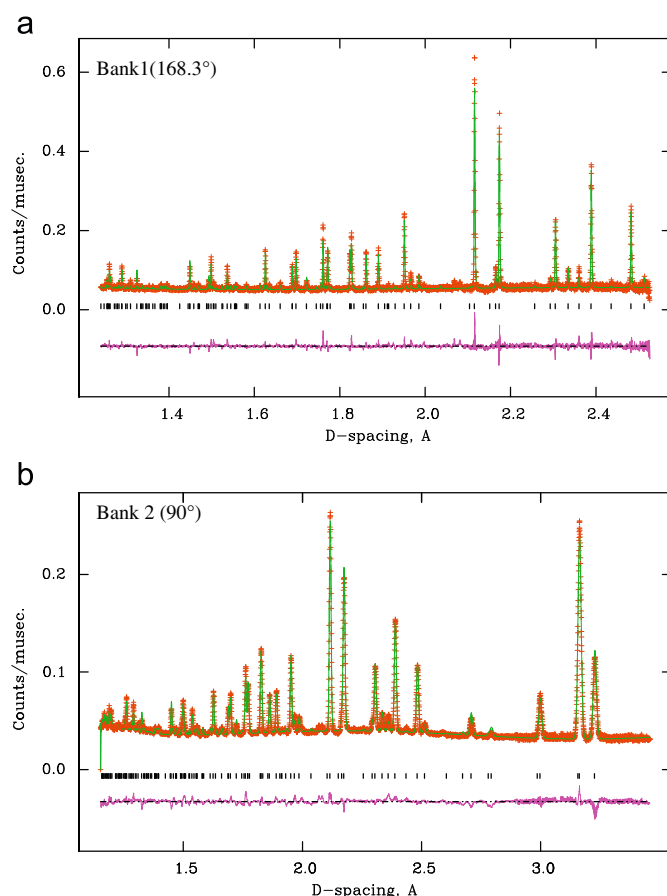 a
Bank1(168.3°)
0.6
0.4
0.2
0.0
Counts/musec.
1.4 1.6 1.8 2.0 2.2 2.4
D-spacing, A
b
Bank 2 (90°)
0.2
0.1
0.0
Counts/musec.
1.5 2.0 2.5 3.0
D-spacing, A